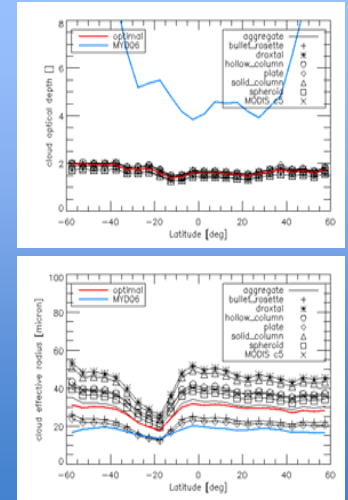 8
6
4
2
0
cloud optical depth []
optimal
MYD06
aggregate
bullet_rosette
droxtal
hollow_column
plate
solid_column
spheroid
MODIS c5
-60 -40 -20 0 20 40 60
Latitude [deg]
100
80
60
40
20
0
cloud effective radius [micron]
optimal
MYD06
aggregate
bullet_rosette
droxtal
hollow_column
plate
solid_column
spheroid
MODIS c5
-60 -40 -20 0 20 40 60
Latitude [deg]